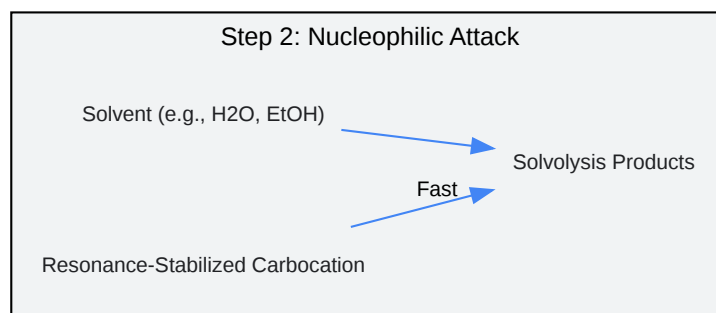 Step 2: Nucleophilic Attack
Solvent (e.g., H2O, EtOH)
Solvolysis Products
Fast
Resonance-Stabilized Carbocation